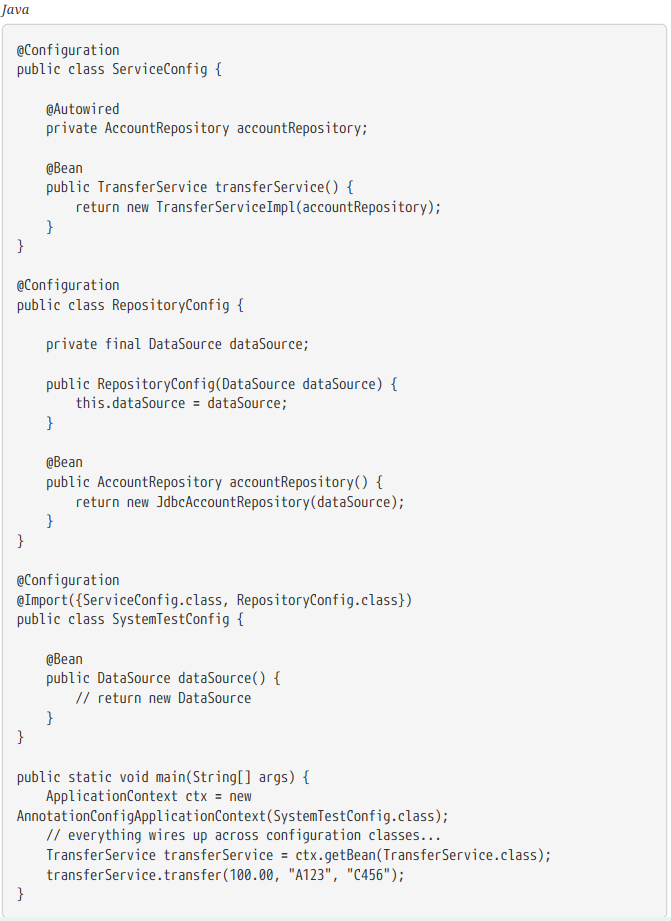 Java
@Configuration
public class ServiceConfig {
@Autowired
private AccountRepository accountRepository;
@Bean
public TransferService transferService() {
return new TransferServiceImpl(accountRepository);
}
}
@Configuration
public class RepositoryConfig {
private final DataSource dataSource;
public RepositoryConfig(DataSource dataSource) {
this.dataSource = dataSource;
}
@Bean
public AccountRepository accountRepository() {
return new JdbcAccountRepository(dataSource);
}
}
@Configuration
@Import({ServiceConfig.class, RepositoryConfig.class})
public class SystemTestConfig {
@Bean
public DataSource dataSource() {
// return new DataSource
}
}
public static void main(String[] args) {
ApplicationContext ctx = new
AnnotationConfigApplicationContext(SystemTestConfig.class);
// everything wires up across configuration classes...
TransferService transferService = ctx.getBean(TransferService.class);
transferService.transfer(100.00, "A123", "C456");
}